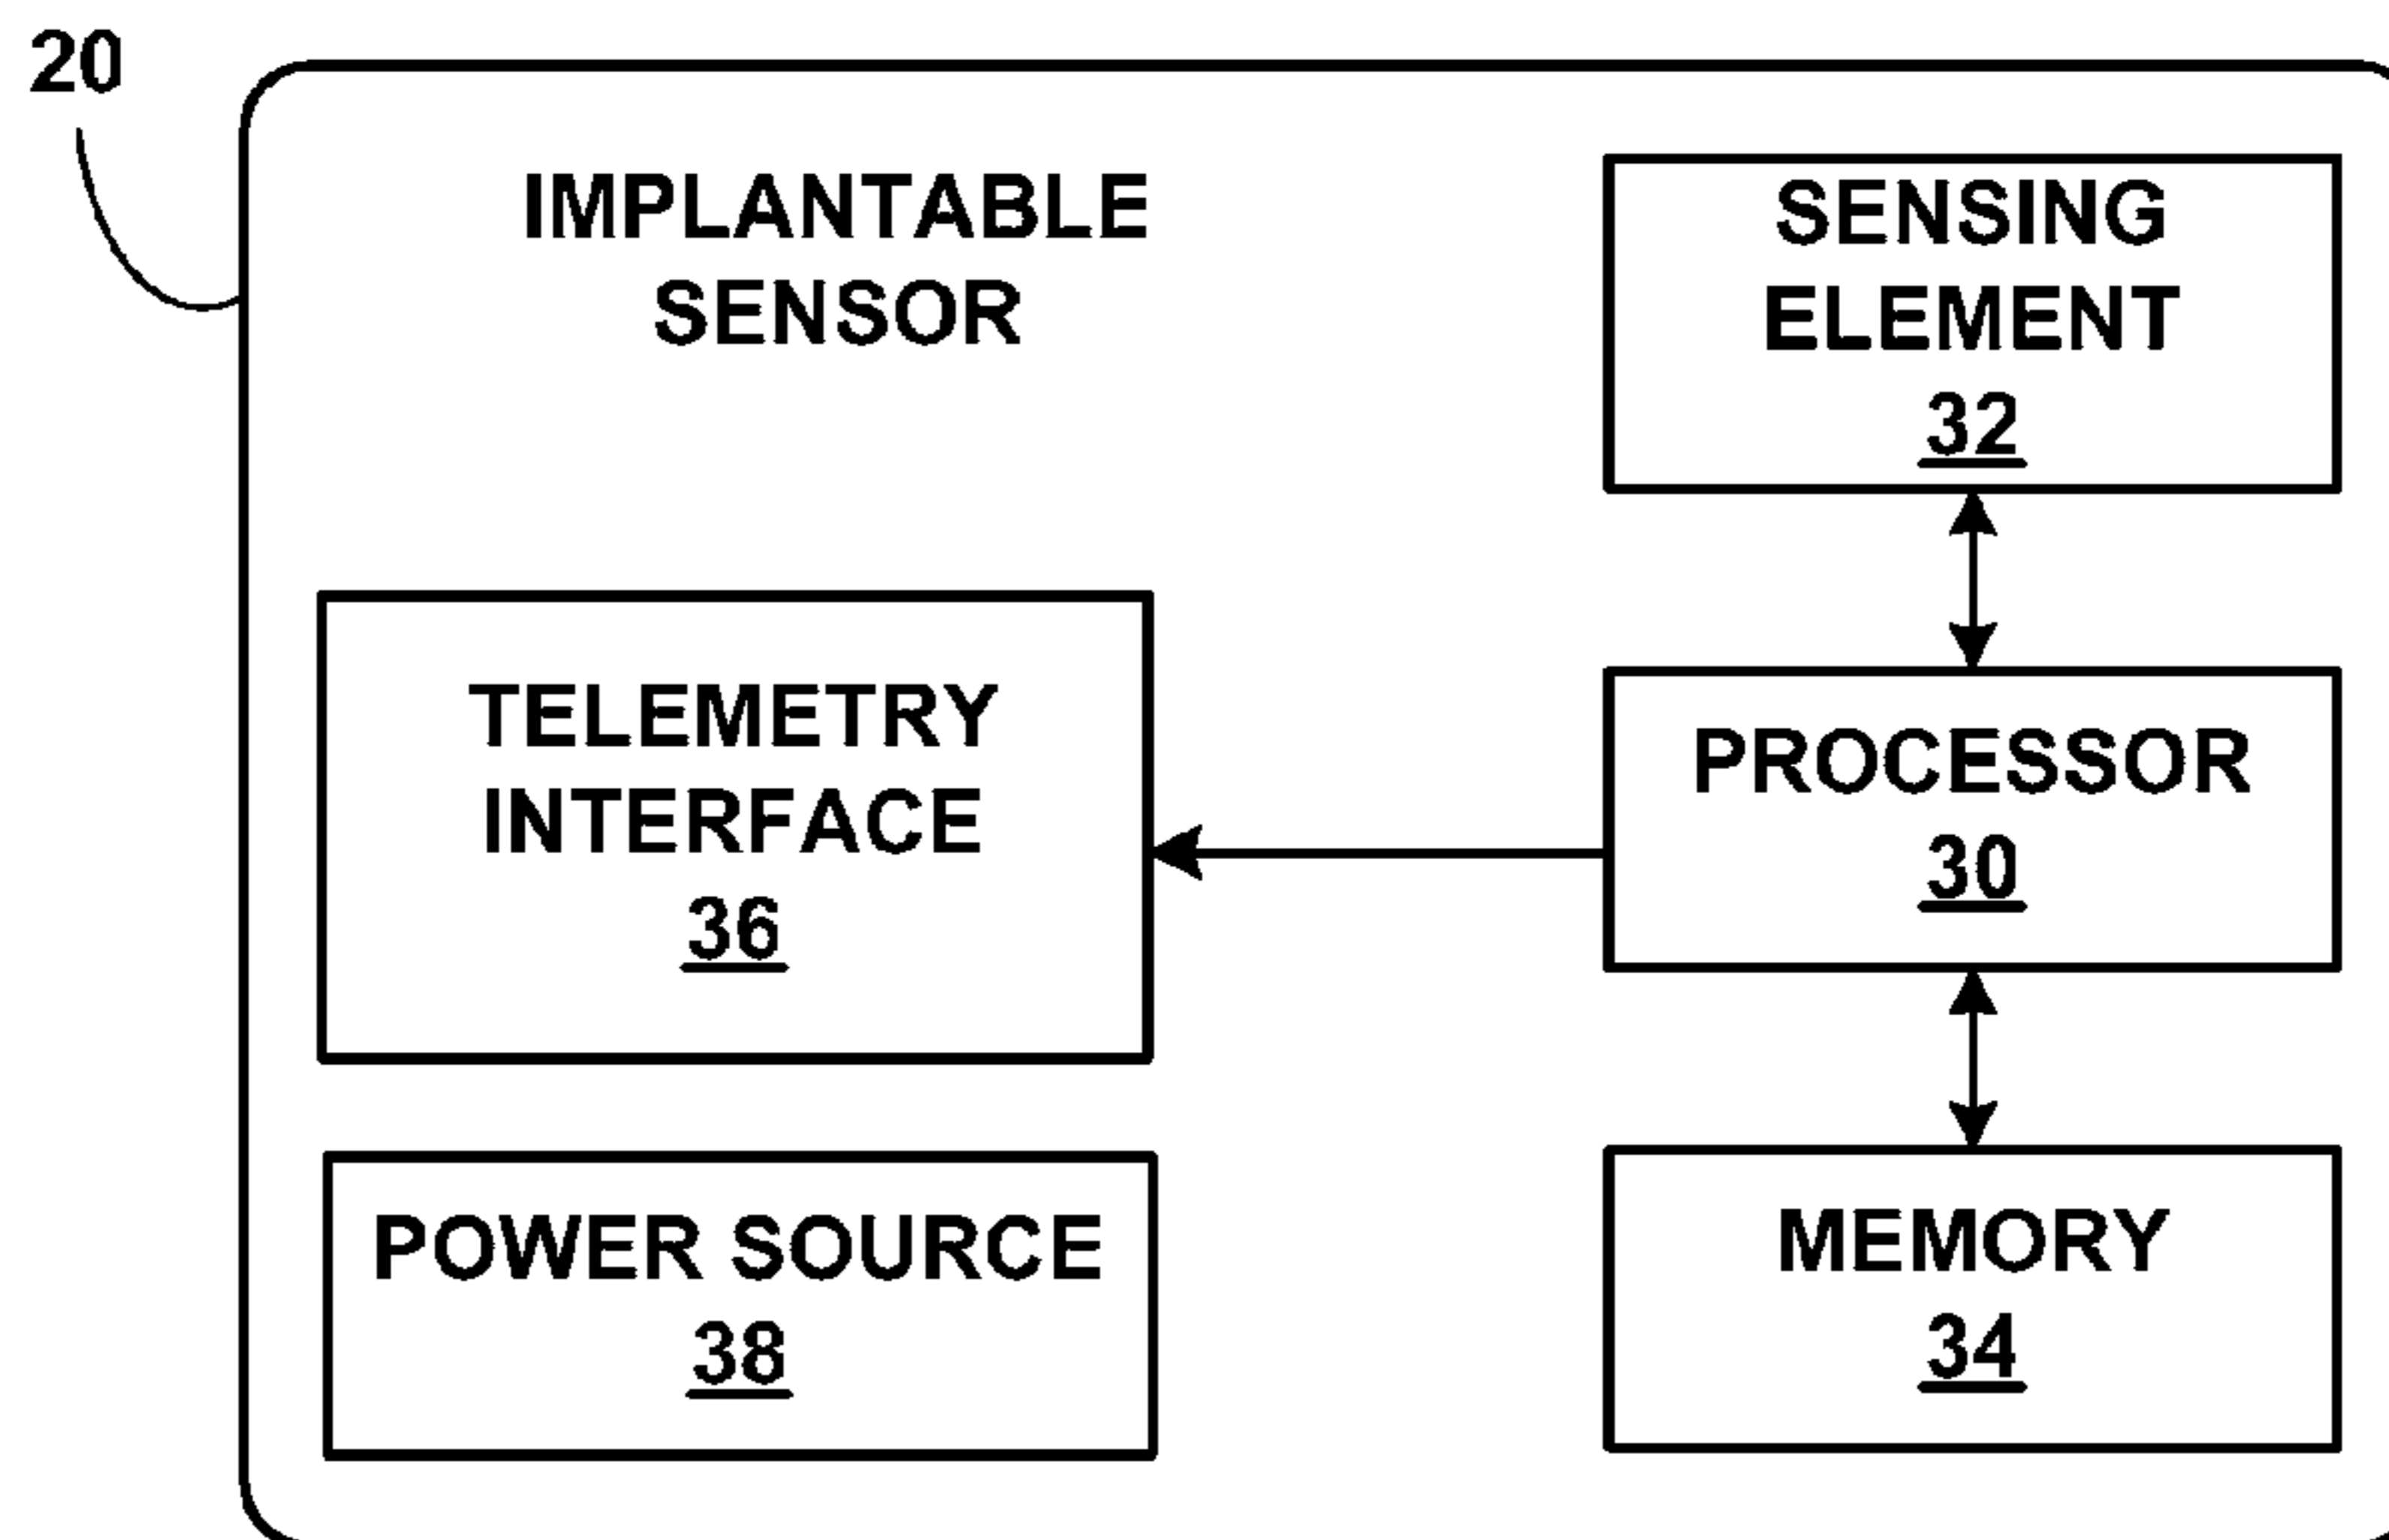 20
IMPLANTABLE
SENSOR
SENSING
ELEMENT
32
TELEMETRY
INTERFACE
36
PROCESSOR
30
POWER SOURCE
38
MEMORY
34